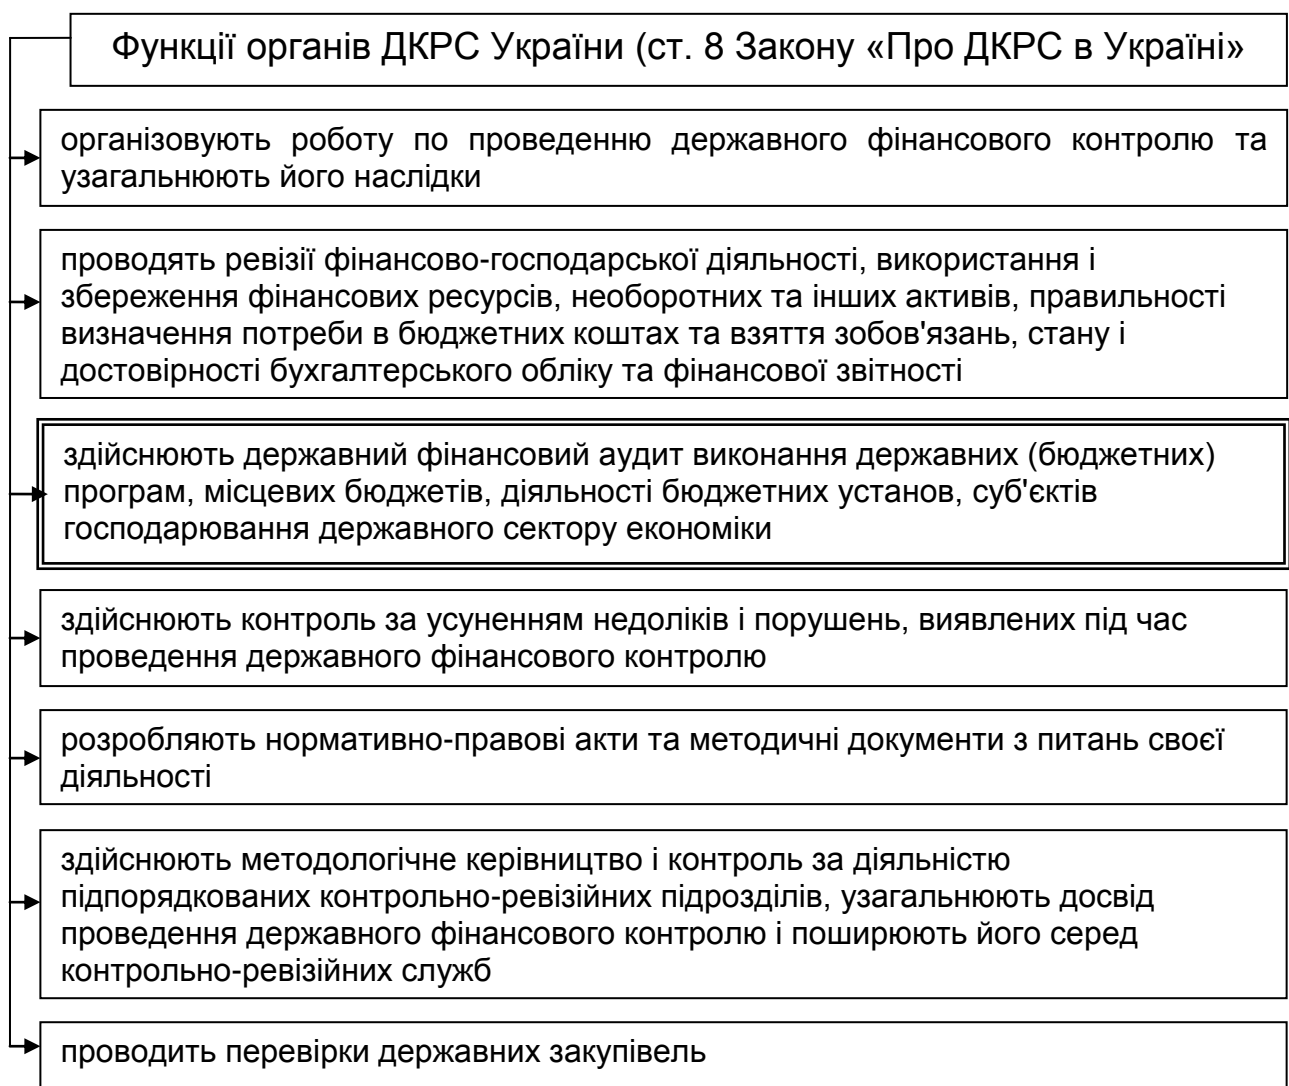 Функції органів ДКРС України (ст. 8 Закону «Про ДКРС в Україні»
організовують роботу по проведенню державного фінансового контролю та
узагальнюють його наслідки
проводять ревізії фінансово-господарської діяльності, використання і
збереження фінансових ресурсів, необоротних та інших активів, правильності
визначення потреби в бюджетних коштах та взяття зобов'язань, стану і
достовірності бухгалтерського обліку та фінансової звітності
здійснюють державний фінансовий аудит виконання державних (бюджетних)
програм, місцевих бюджетів, діяльності бюджетних установ, суб'єктів
господарювання державного сектору економіки
здійснюють контроль за усуненням недоліків і порушень, виявлених під час
проведення державного фінансового контролю
розробляють нормативно-правові акти та методичні документи з питань своєї
діяльності
здійснюють методологічне керівництво і контроль за діяльністю
підпорядкованих контрольно-ревізійних підрозділів, узагальнюють досвід
проведення державного фінансового контролю і поширюють його серед
контрольно-ревізійних служб
проводить перевірки державних закупівель